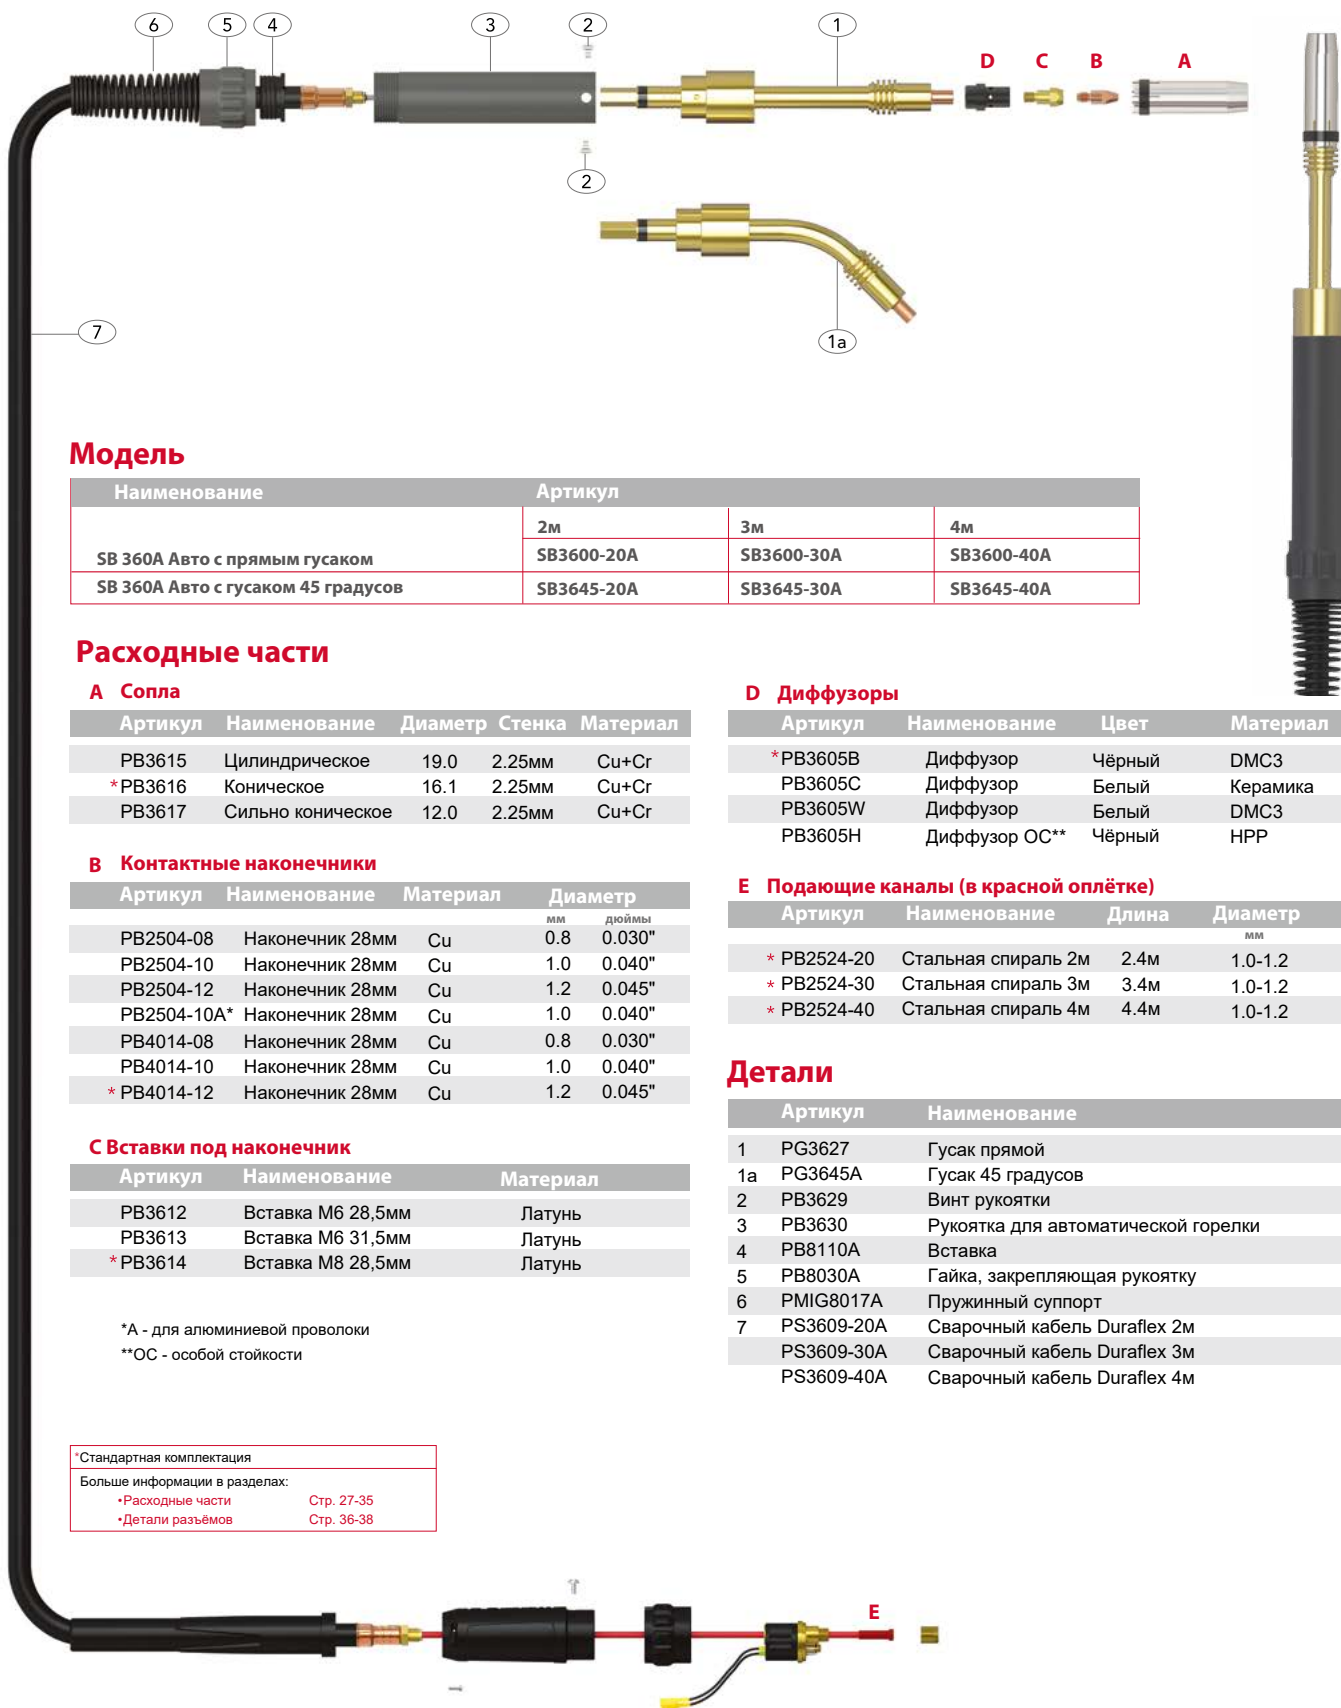 6 5 4 3 2 1
D C B A
2
1a
7
Модель
Наименование Артикул
2м 3м 4м
SB 360A Авто с прямым гусаком SB3600-20A SB3600-30A SB3600-40A
SB 360A Авто с гусаком 45 градусов SB3645-20A SB3645-30A SB3645-40A
Расходные части
A Сопла
Артикул Наименование Диаметр Стенка Материал
PB3615 Цилиндрическое 19.0 2.25мм Cu+Cr
*PB3616 Коническое 16.1 2.25мм Cu+Cr
PB3617 Сильно коническое 12.0 2.25мм Cu+Cr
B Контактные наконечники
Артикул Наименование Материал Диаметр
мм дюймы
PB2504-08 Наконечник 28мм Cu 0.8 0.030"
PB2504-10 Наконечник 28мм Cu 1.0 0.040"
PB2504-12 Наконечник 28мм Cu 1.2 0.045"
PB2504-10A* Наконечник 28мм Cu 1.0 0.040"
PB4014-08 Наконечник 28мм Cu 0.8 0.030"
PB4014-10 Наконечник 28мм Cu 1.0 0.040"
* PB4014-12 Наконечник 28мм Cu 1.2 0.045"
C Вставки под наконечник
Артикул Наименование Материал
PB3612 Вставка M6 28,5мм Латунь
PB3613 Вставка M6 31,5мм Латунь
*PB3614 Вставка M8 28,5мм Латунь
*A - для алюминиевой проволоки
**ОС - особой стойкости
D Диффузоры
Артикул Наименование Цвет Материал
*PB3605B Диффузор Чёрный DMC3
PB3605C Диффузор Белый Керамика
PB3605W Диффузор Белый DMC3
PB3605H Диффузор ОС** Чёрный HPP
E Подающие каналы (в красной оплётке)
Артикул Наименование Длина Диаметр
мм
* PB2524-20 Стальная спираль 2м 2.4м 1.0-1.2
* PB2524-30 Стальная спираль 3м 3.4м 1.0-1.2
* PB2524-40 Стальная спираль 4м 4.4м 1.0-1.2
Детали
Артикул Наименование
1 PG3627 Гусак прямой
1a PG3645A Гусак 45 градусов
2 PB3629 Винт рукоятки
3 PB3630 Рукоятка для автоматической горелки
4 PB8110A Вставка
5 PB8030A Гайка, закрепляющая рукоятку
6 PMIG8017A Пружинный суппорт
7 PS3609-20A Сварочный кабель Duraflex 2м
PS3609-30A Сварочный кабель Duraflex 3м
PS3609-40A Сварочный кабель Duraflex 4м
*Стандартная комплектация
Больше информации в разделах:
•Расходные части Стр. 27-35
•Детали разъёмов Стр. 36-38
E